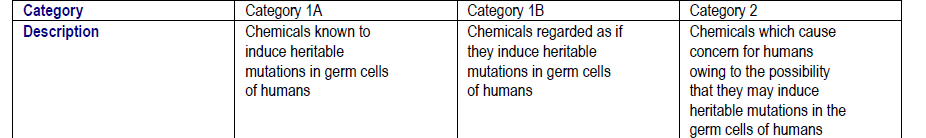 Category Category 1A Category 1B Category 2
Description Chemicals known to Chemicals regarded as if Chemicals which cause
induce heritable they induce heritable concern for humans
mutations in germ cells mutations in germ cells owing to the possibility
of humans of humans that they may induce
heritable mutations in the
germ cells of humans